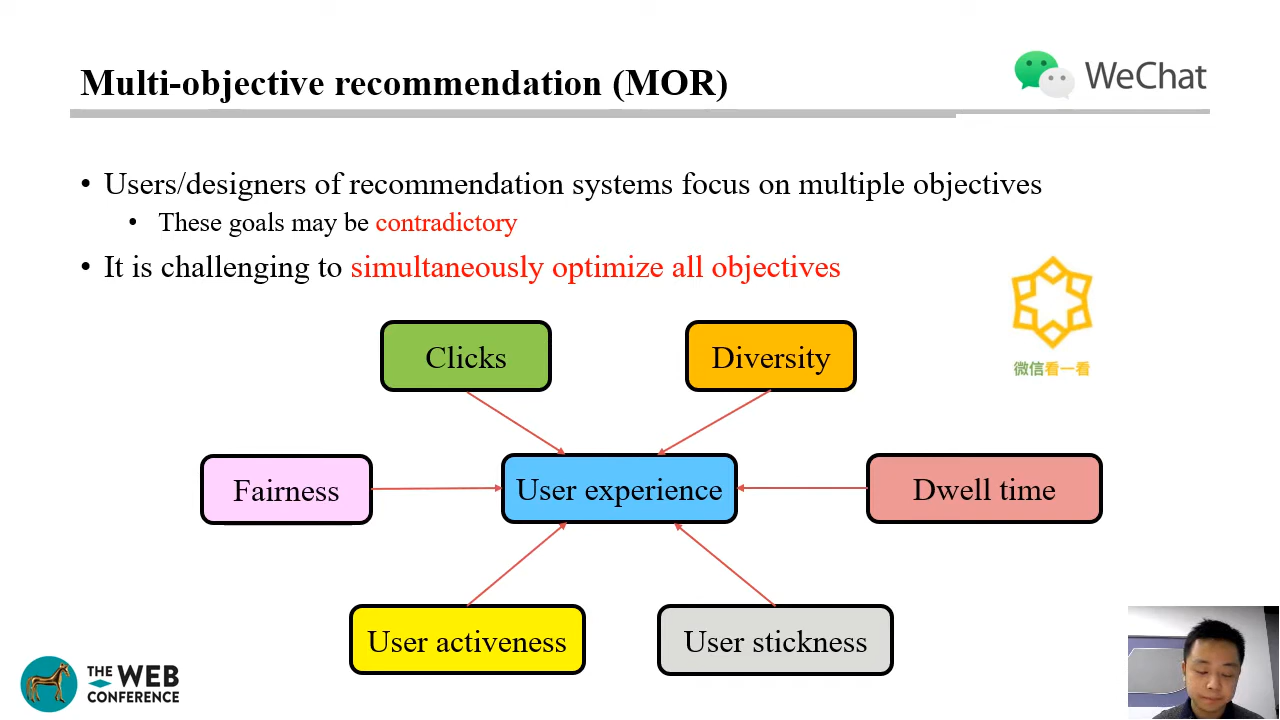 Multi-objective recommendation (MOR)
WeChat
• Users/designers of recommendation systems focus on multiple objectives
• These goals may be contradictory
• It is challenging to simultaneously optimize all objectives
微信看一看
Clicks
Diversity
Fairness
User experience
Dwell time
User activeness
User stickness
THE WEB
CONFERENCE